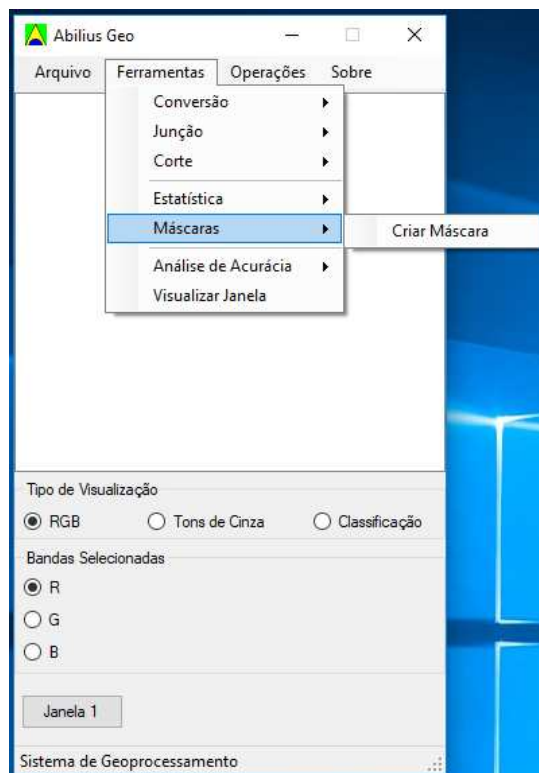 Abilius Geo
Arquivo Ferramentas Operações Sobre
Conversão
Junção
Corte
Estatística
Máscaras Criar Máscara
Análise de Acurácia
Visualizar Janela
Tipo de Visualização
RGB Tons de Cinza Classificação
Bandas Selecionadas
R
G
B
Janela 1
Sistema de Geoprocessamento